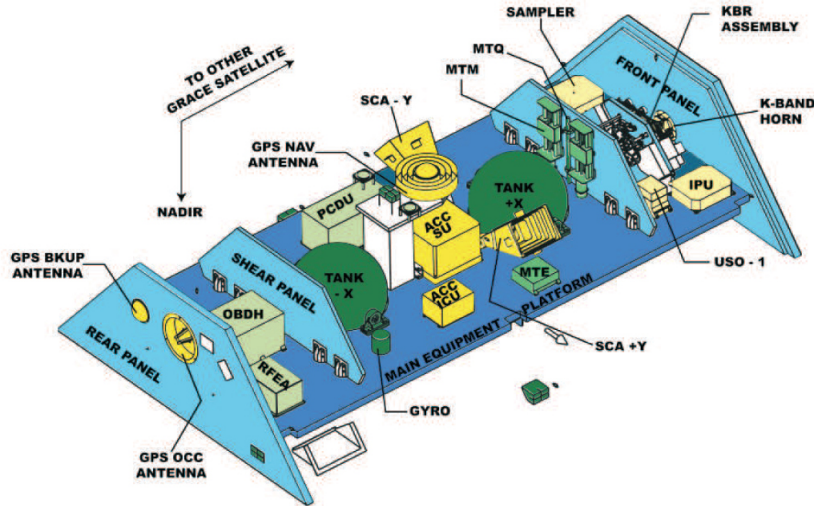 SAMPLER
KBR
ASSEMBLY
TO OTHER
GRACE SATELLITE
MTQ
MTM
FRONT PANEL
SCA - Y
K-BAND
HORN
GPS NAV
ANTENNA
NADIR
PCDU
TANK
+X
IPU
ACC
SU
USO - 1
GPS BKUP
ANTENNA
SHEAR PANEL
TANK
- X
MTE
OBDH
ACC
ICU
MAIN EQUIPMENT PLATFORM
REAR PANEL
RFEA
SCA +Y
GYRO
GPS OCC
ANTENNA